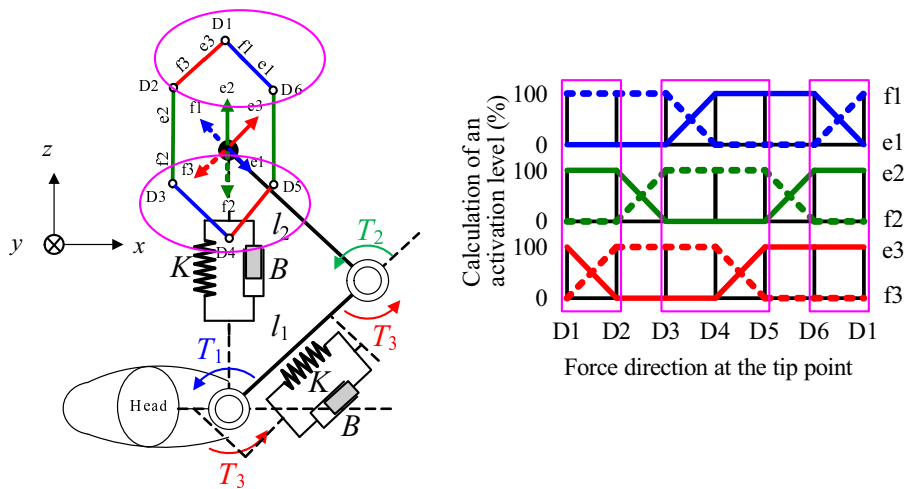 D1
f3 e3 f1 e1
D2 D6
e2 e2 e3
f1
z
f2 f3 e1
D3 D5
f2
y x
D4
l2
T2
K B
l1
T3
T1
K
B
Head
T3
Calculation of an activation level (%)
100 f1
0 e1
100 e2
0 f2
100 e3
0 f3
D1 D2 D3 D4 D5 D6 D1
Force direction at the tip point